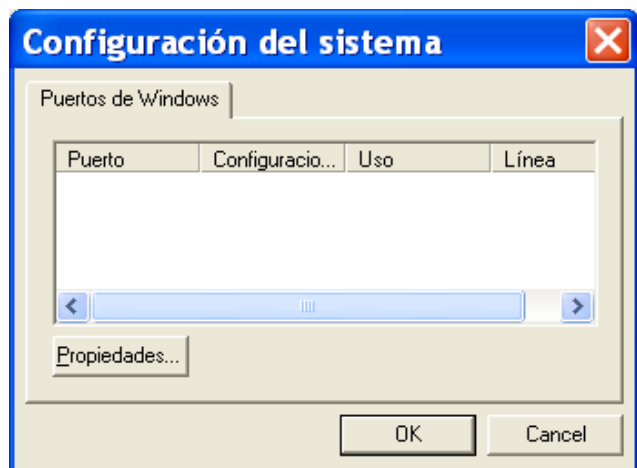 Configuración del sistema
Puertos de Windows
Puerto Configuracio... Uso Línea
Propiedades...
OK Cancel